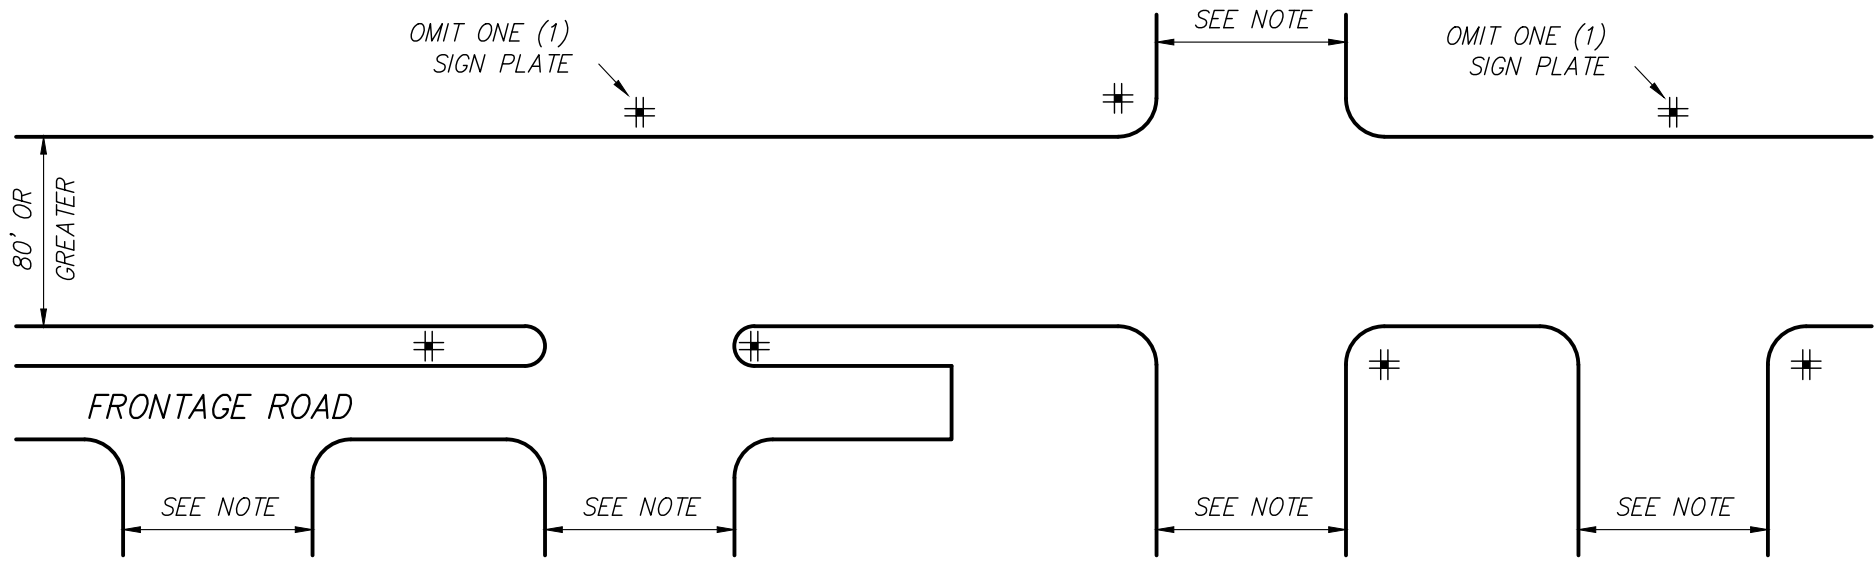 OMIT ONE (1)
SIGN PLATE
SEE NOTE
OMIT ONE (1)
SIGN PLATE
80' OR
GREATER
FRONTAGE ROAD
SEE NOTE
SEE NOTE
SEE NOTE
SEE NOTE